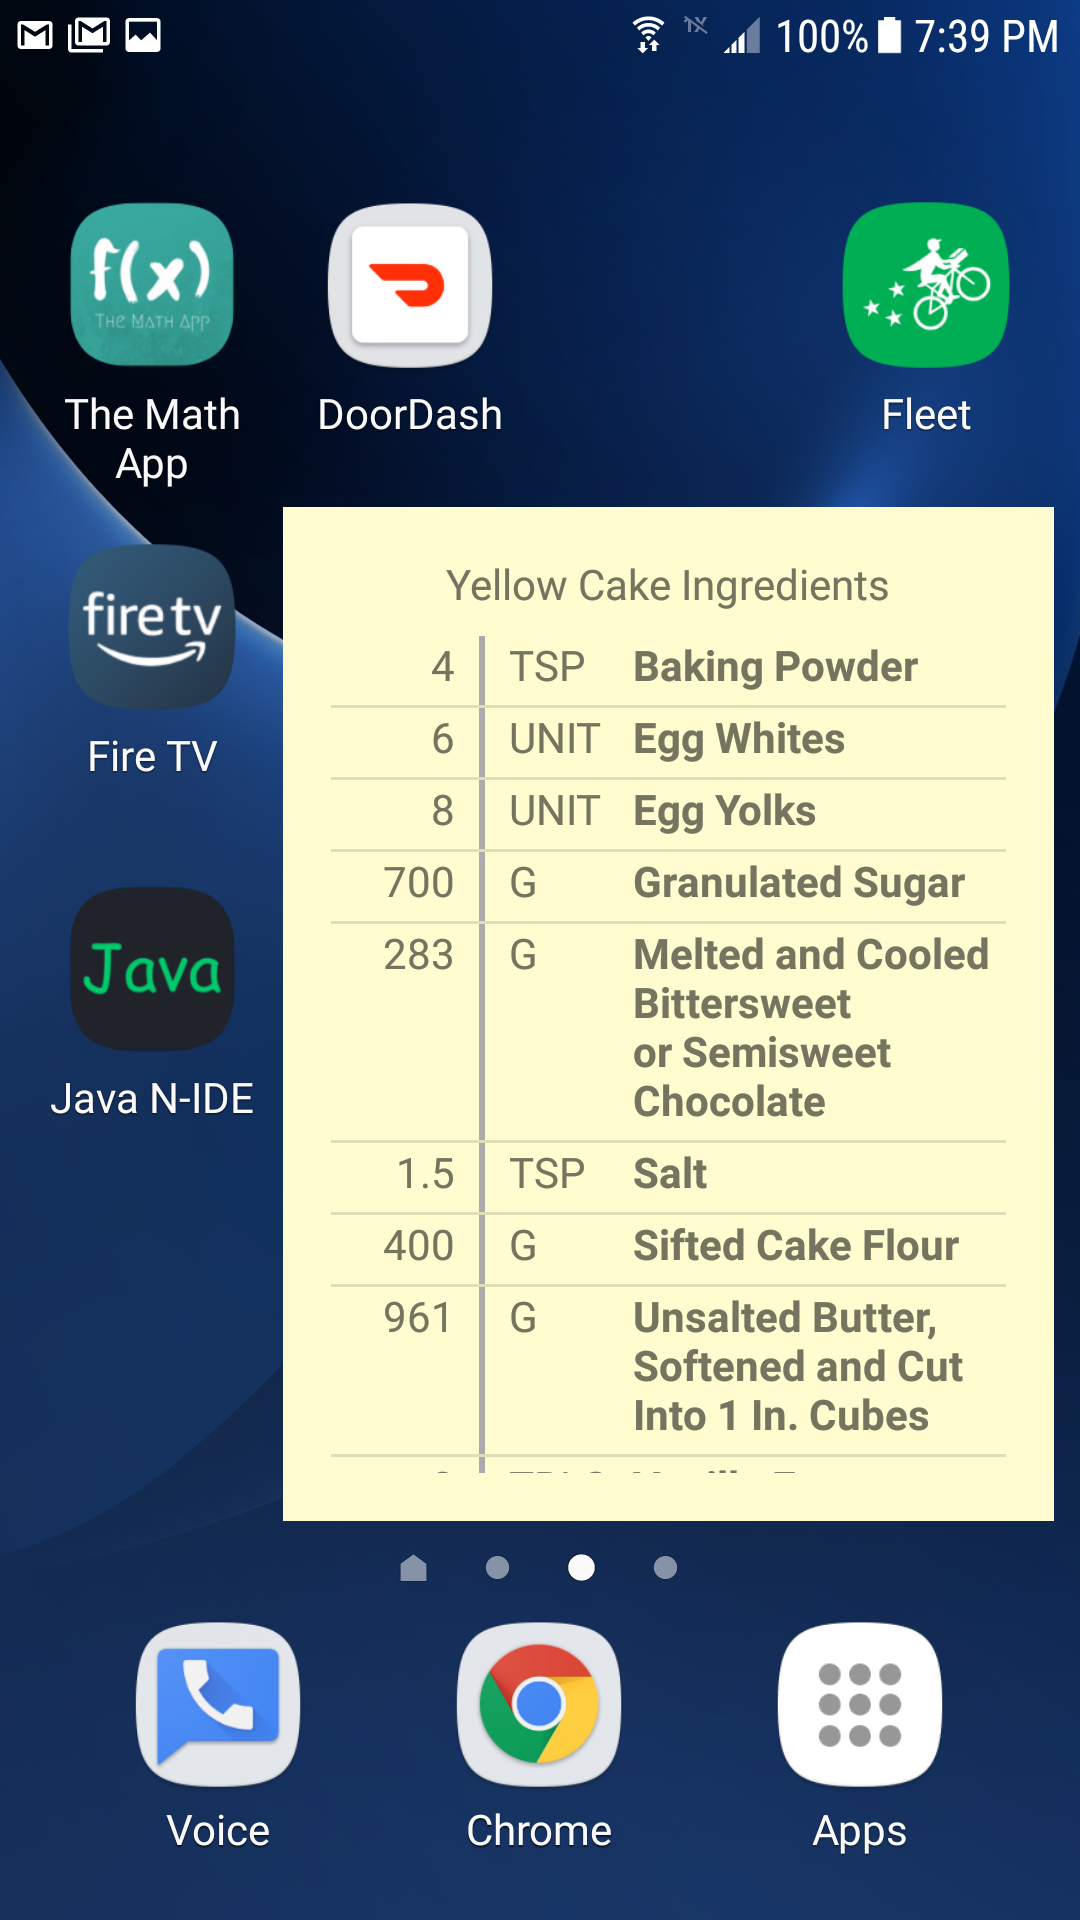 100% 7:39 PM
f(x)
THE MATH APP
The Math
App
DoorDash
Fleet
fire tv
Fire TV
Java
Java N-IDE
Yellow Cake Ingredients
4 TSP Baking Powder
6 UNIT Egg Whites
8 UNIT Egg Yolks
700 G Granulated Sugar
283 G Melted and Cooled
Bittersweet
or Semisweet
Chocolate
1.5 TSP Salt
400 G Sifted Cake Flour
961 G Unsalted Butter,
Softened and Cut
Into 1 In. Cubes
Voice
Chrome
Apps